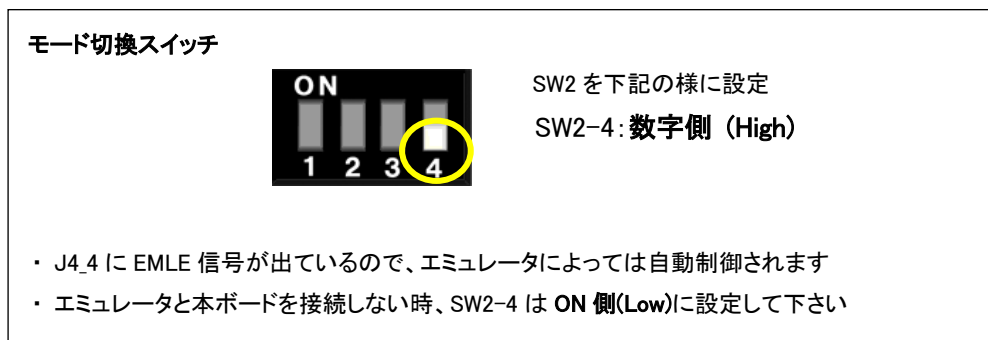 モード切換スイッチ
ON
1 2 3 4
SW2 を下記の様に設定
SW2-4：数字側 (High)
・ J4_4 に EMLE 信号が出ているので、エミュレータによっては自動制御されます
・ エミュレータと本ボードを接続しない時、SW2-4 は ON 側(Low)に設定して下さい